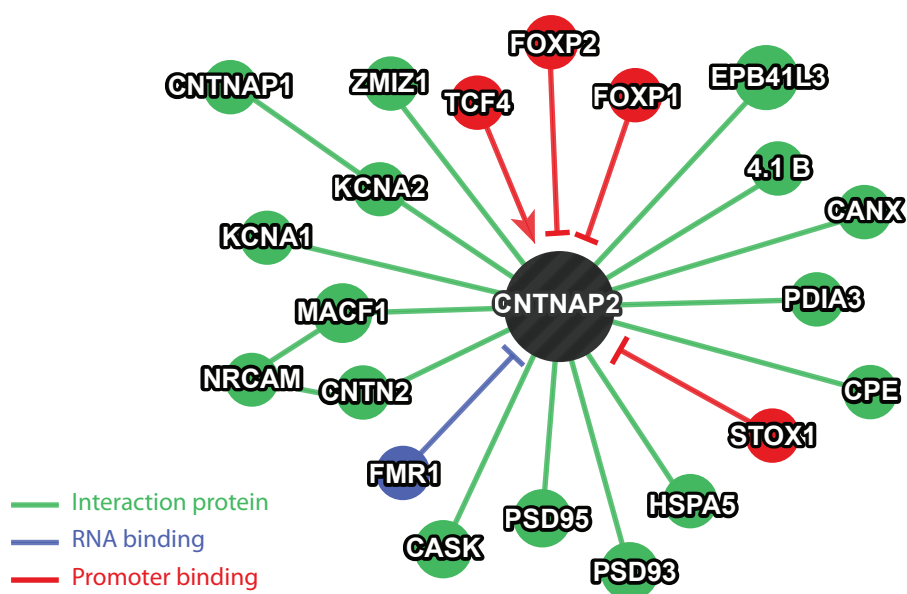 FOXP2
CNTNAP1
ZMIZ1
TCF4
FOXP1
EPB41L3
KCNA2
4.1 B
KCNA1
CANX
MACF1
CNTNAP2
PDIA3
NRCAM
CNTN2
CPE
FMR1
STOX1
Interaction protein
PSD95
HSPA5
RNA binding
CASK
PSD93
Promoter binding